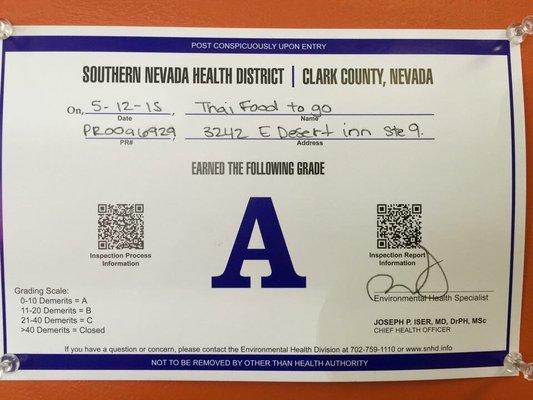 POST CONSPICUOUSLY UPON ENTRY
SOUTHERN NEVADA HEALTH DISTRICT | CLARK COUNTY, NEVADA
On, 5-12-15, Thai Food to go
Date Name
PR0096929, 3242 E Desert inn Ste 9.
PR# Address
EARNED THE FOLLOWING GRADE
A
Inspection Process
Information
Inspection Report
Information
Grading Scale:
0-10 Demerits = A
11-20 Demerits = B
21-40 Demerits = C
>40 Demerits = Closed
Environmental Health Specialist
JOSEPH P. ISER, MD, DrPH, MSc
CHIEF HEALTH OFFICER
If you have a question or concern, please contact the Environmental Health Division at 702-759-1110 or www.snhd.info
NOT TO BE REMOVED BY OTHER THAN HEALTH AUTHORITY